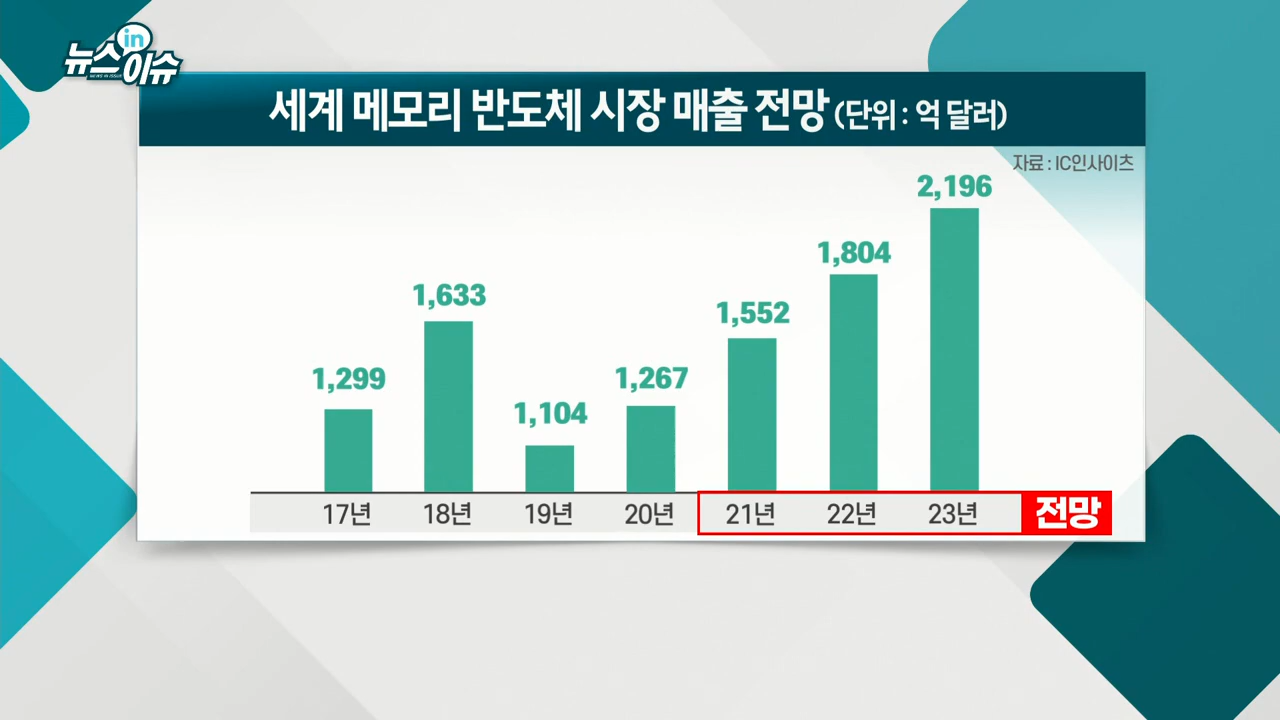 뉴스in이슈
NEWS IN ISSUE
세계 메모리 반도체 시장 매출 전망 (단위 : 억 달러)
자료 : IC인사이츠
1,299
1,633
1,104
1,267
1,552
1,804
2,196
17년 18년 19년 20년 21년 22년 23년 전망